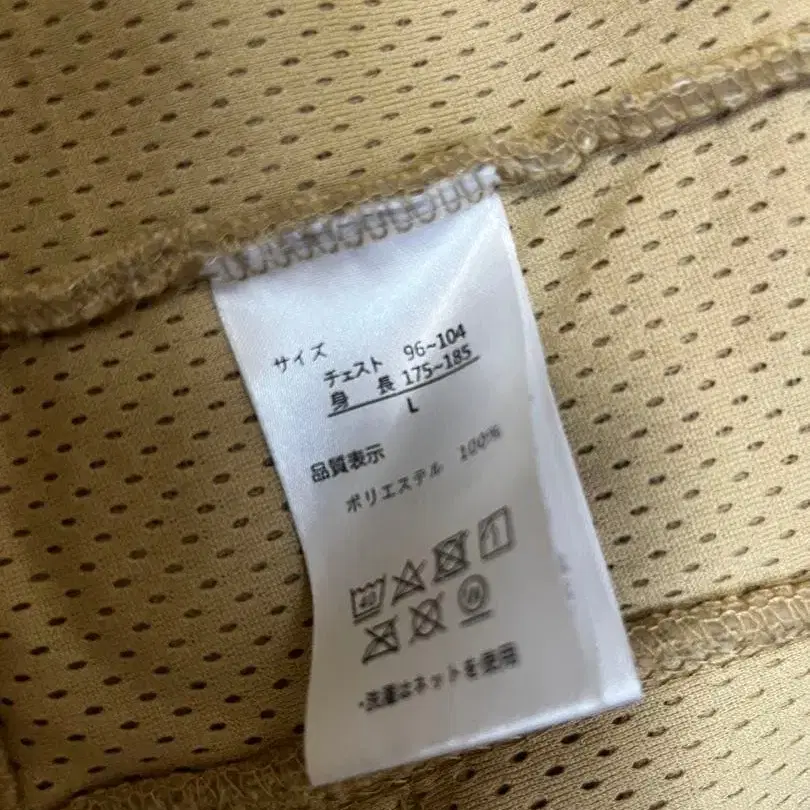 サイズ
チェスト 96~104
身 長 175~185
L
品質表示
ポリエステル 100%
40
W
・洗濯はネットを使用